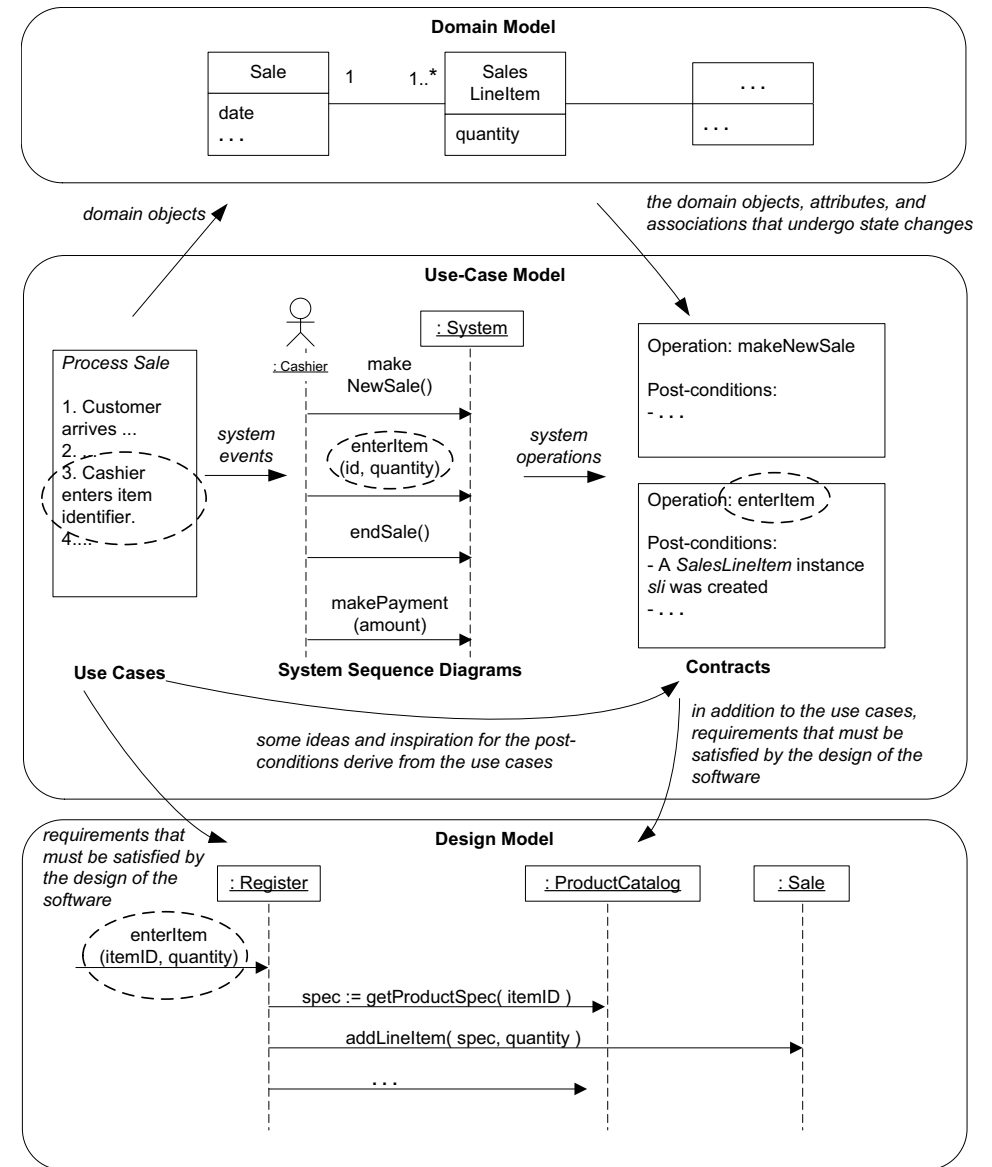 Domain Model
Sale
1
1..*
Sales
LineItem
. . .
date
. . .
quantity
. . .
domain objects
the domain objects, attributes, and
associations that undergo state changes
Use-Case Model
Process Sale
1. Customer
arrives ...
2. ...
3. Cashier
enters item
identifier.
4....
system
events
: Cashier
: System
make
NewSale()
enterItem
(id, quantity)
endSale()
makePayment
(amount)
system
operations
Operation: makeNewSale
Post-conditions:
- . . .
Operation: enterItem
Post-conditions:
- A SalesLineItem instance
sli was created
- . . .
Use Cases
System Sequence Diagrams
Contracts
some ideas and inspiration for the post-
conditions derive from the use cases
in addition to the use cases,
requirements that must be
satisfied by the design of the
software
Design Model
requirements that
must be satisfied by
the design of the
software
: Register
: ProductCatalog
: Sale
enterItem
(itemID, quantity)
spec := getProductSpec( itemID )
addLineItem( spec, quantity )
. . .